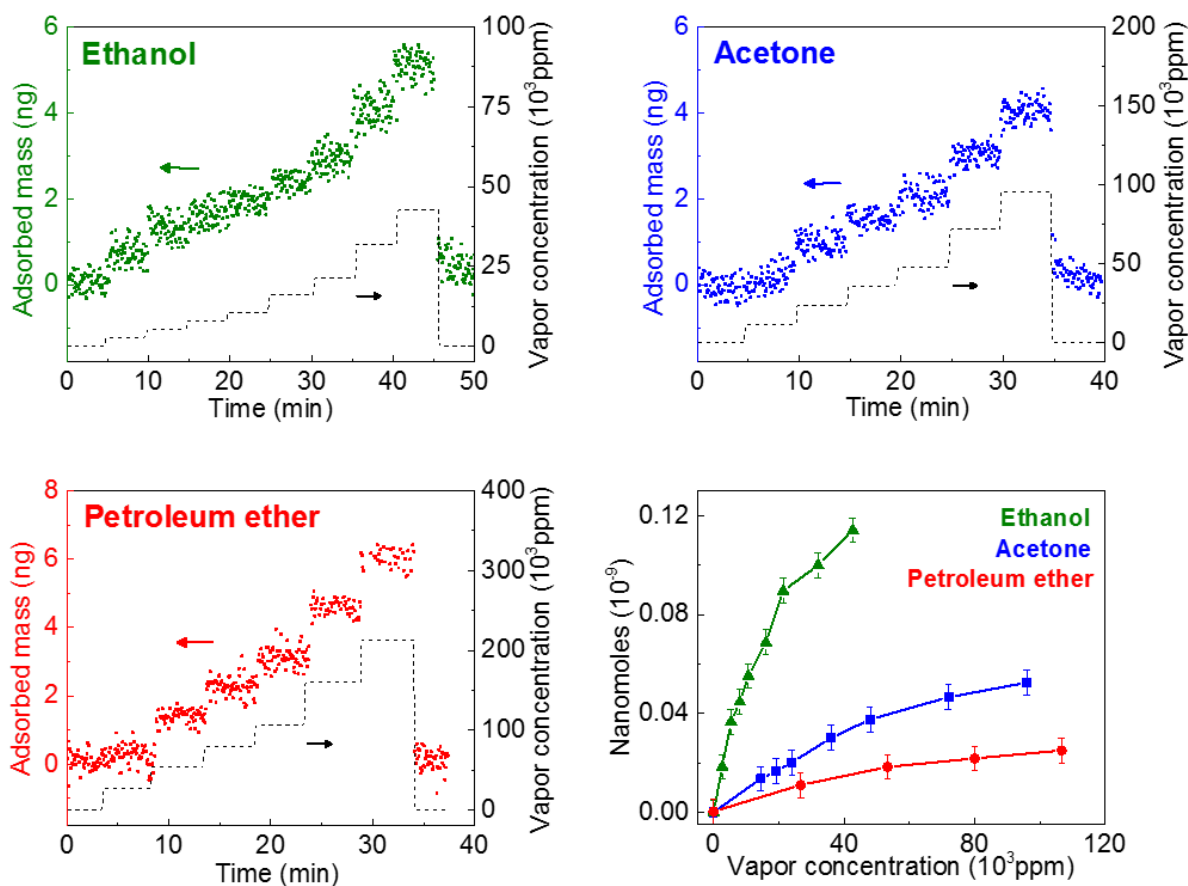 Ethanol
Adsorbed mass (ng)
6
4
2
0
100
75
50
25
0
Vapor concentration (10³ppm)
0 10 20 30 40 50
Time (min)
Acetone
Adsorbed mass (ng)
6
4
2
0
200
150
100
50
0
Vapor concentration (10³ppm)
0 10 20 30 40
Time (min)
Petroleum ether
Adsorbed mass (ng)
8
6
4
2
0
400
300
200
100
0
Vapor concentration (10³ppm)
0 10 20 30 40
Time (min)
Ethanol
Acetone
Petroleum ether
Nanomoles (10⁻⁹)
0.12
0.08
0.04
0.00
0 40 80 120
Vapor concentration (10³ppm)